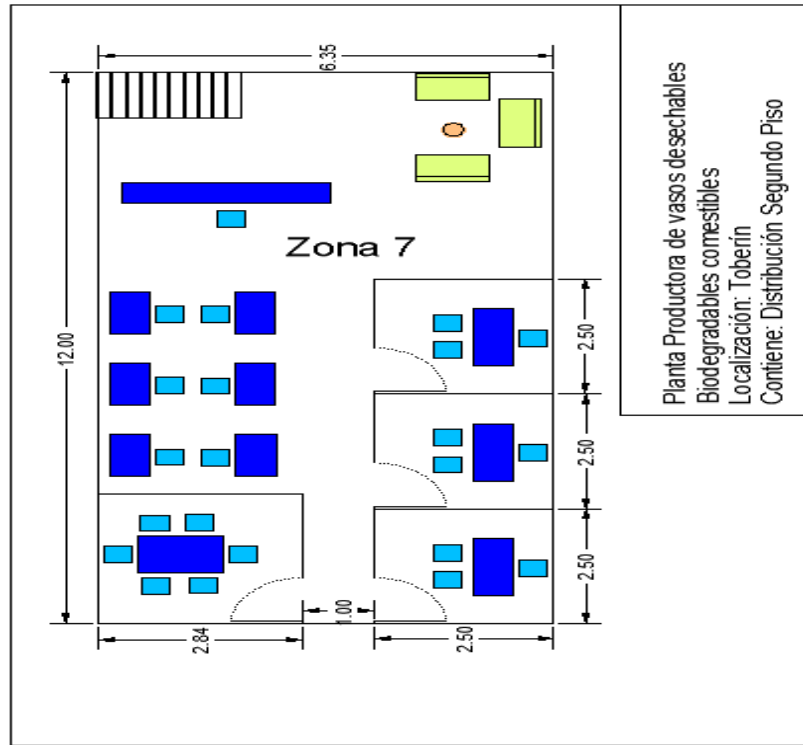 6.35
12.00
Zona 7
2.50
2.50
2.50
1.00
2.84
2.50
Planta Productora de vasos desechables
Biodegradables comestibles
Localización: Toberín
Contiene: Distribución Segundo Piso